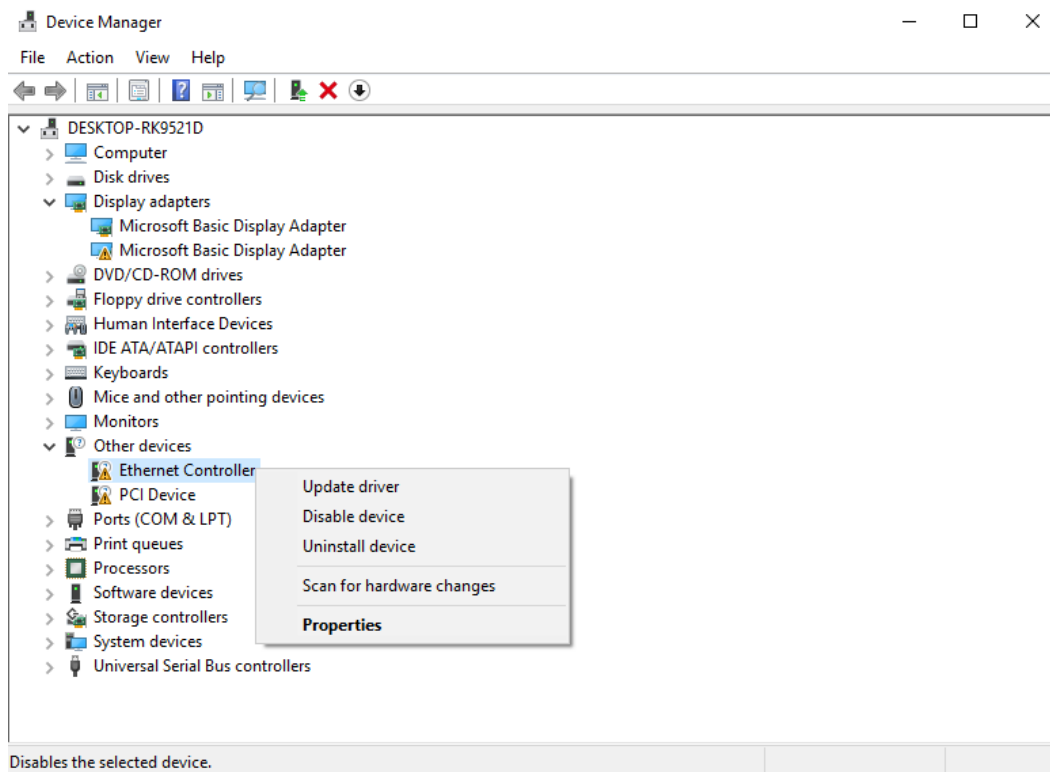 Device Manager
File Action View Help
DESKTOP-RK9521D
Computer
Disk drives
Display adapters
Microsoft Basic Display Adapter
Microsoft Basic Display Adapter
DVD/CD-ROM drives
Floppy drive controllers
Human Interface Devices
IDE ATA/ATAPI controllers
Keyboards
Mice and other pointing devices
Monitors
Other devices
Ethernet Controller
PCI Device
Ports (COM & LPT)
Print queues
Processors
Software devices
Storage controllers
System devices
Universal Serial Bus controllers
Update driver
Disable device
Uninstall device
Scan for hardware changes
Properties
Disables the selected device.